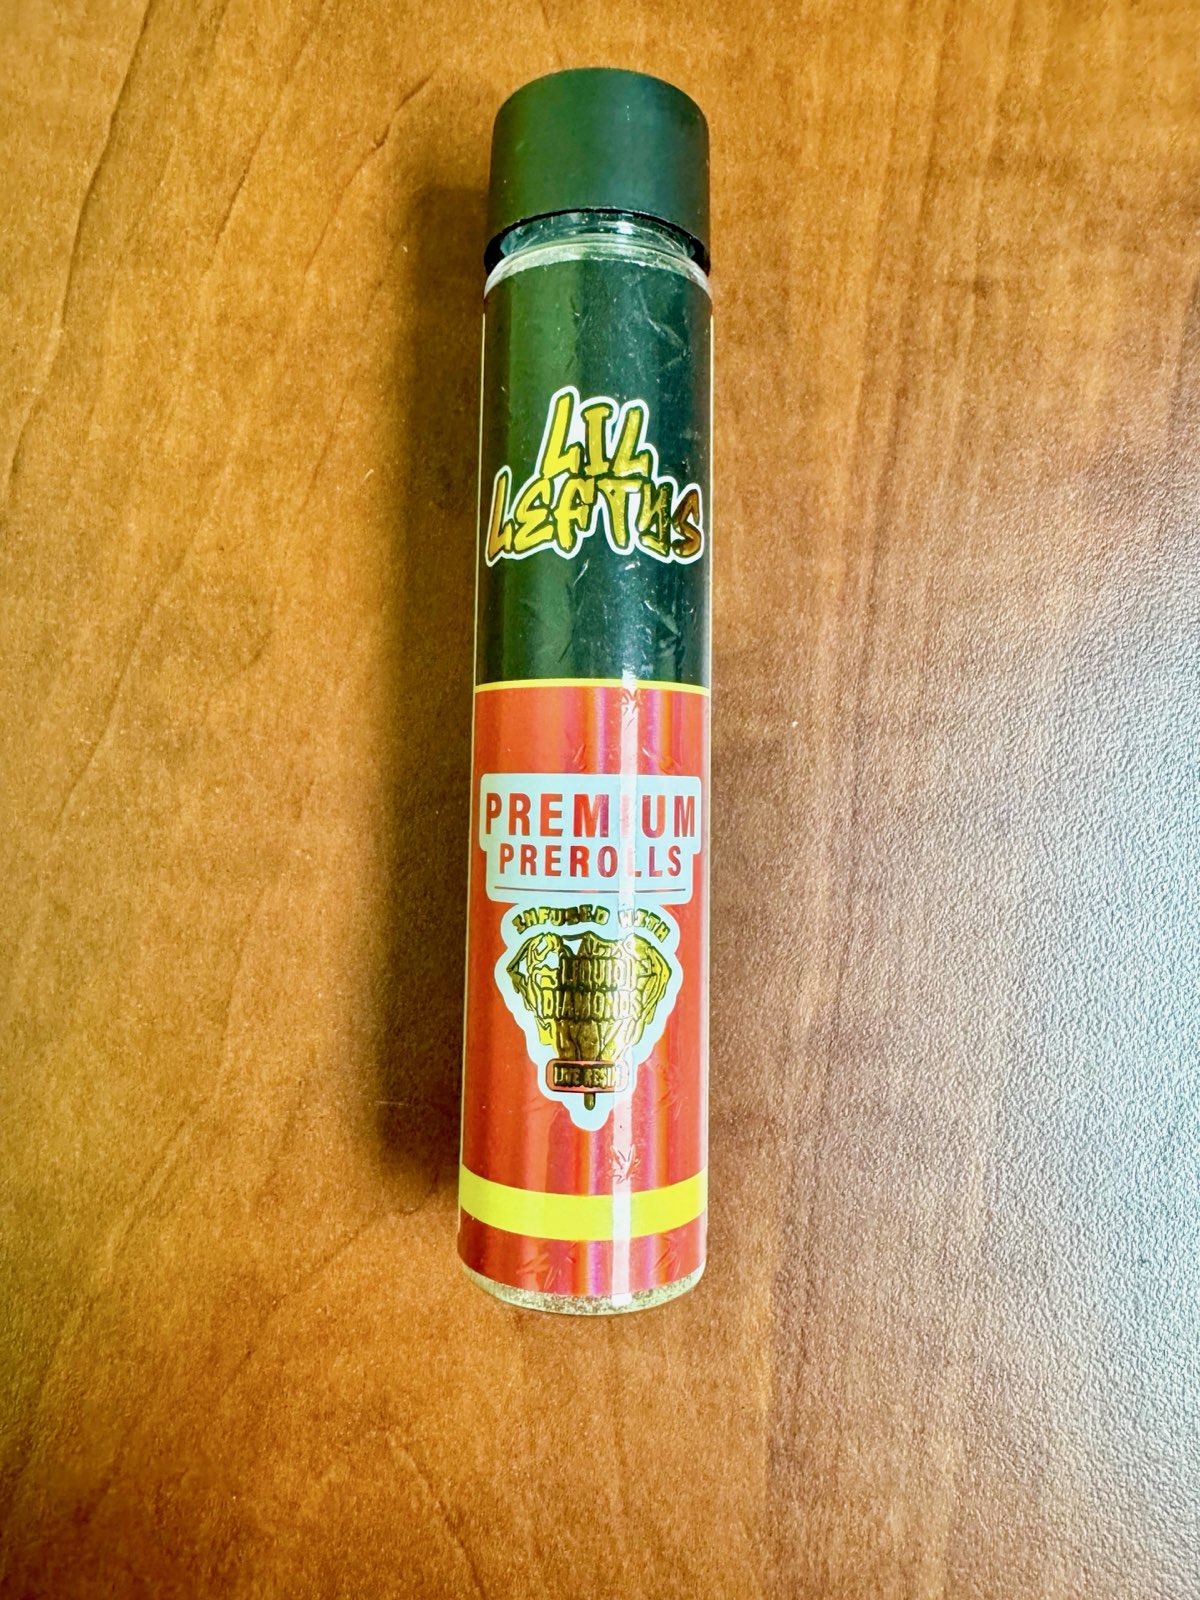 LIL
LEFTYS
PREMIUM
PREROLLS
INFUSED WITH
LIQUID
DIAMONDS
LIVE RESIN